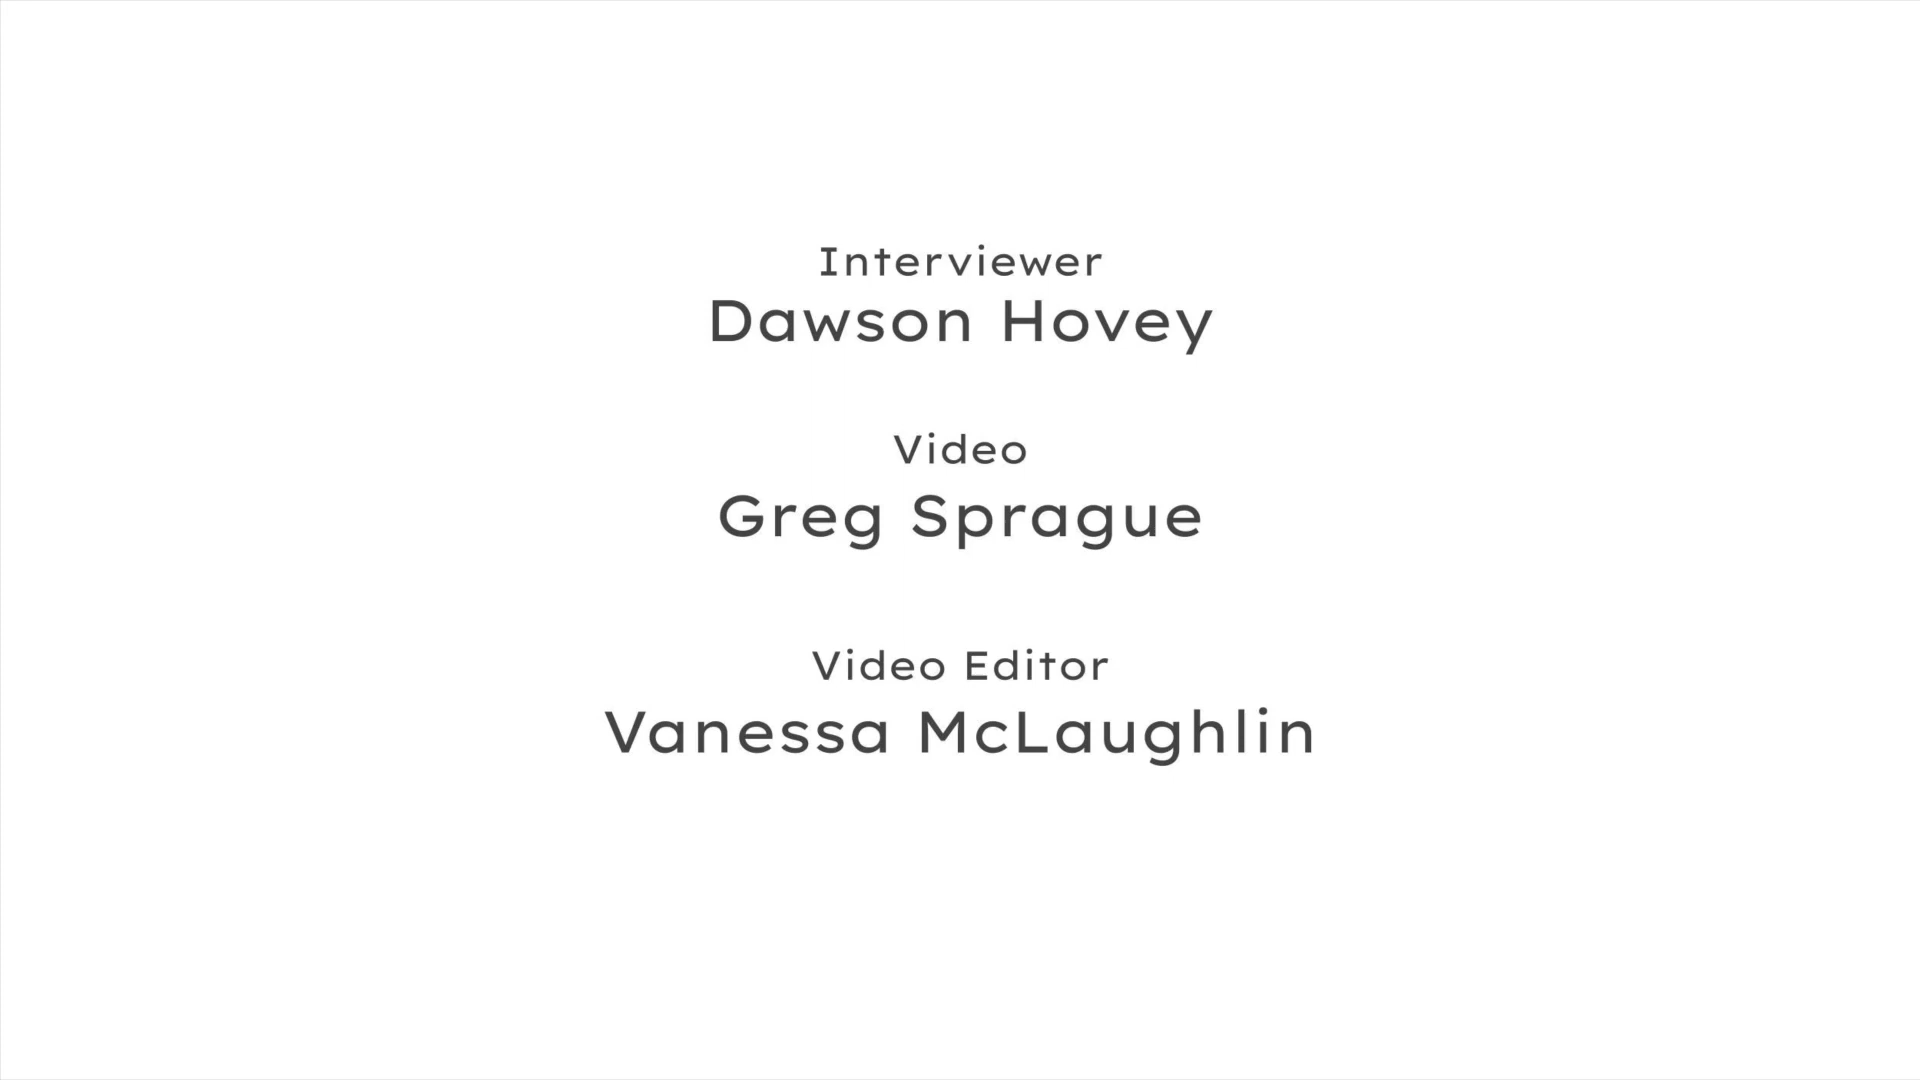 Interviewer
Dawson Hovey
Video
Greg Sprague
Video Editor
Vanessa McLaughlin